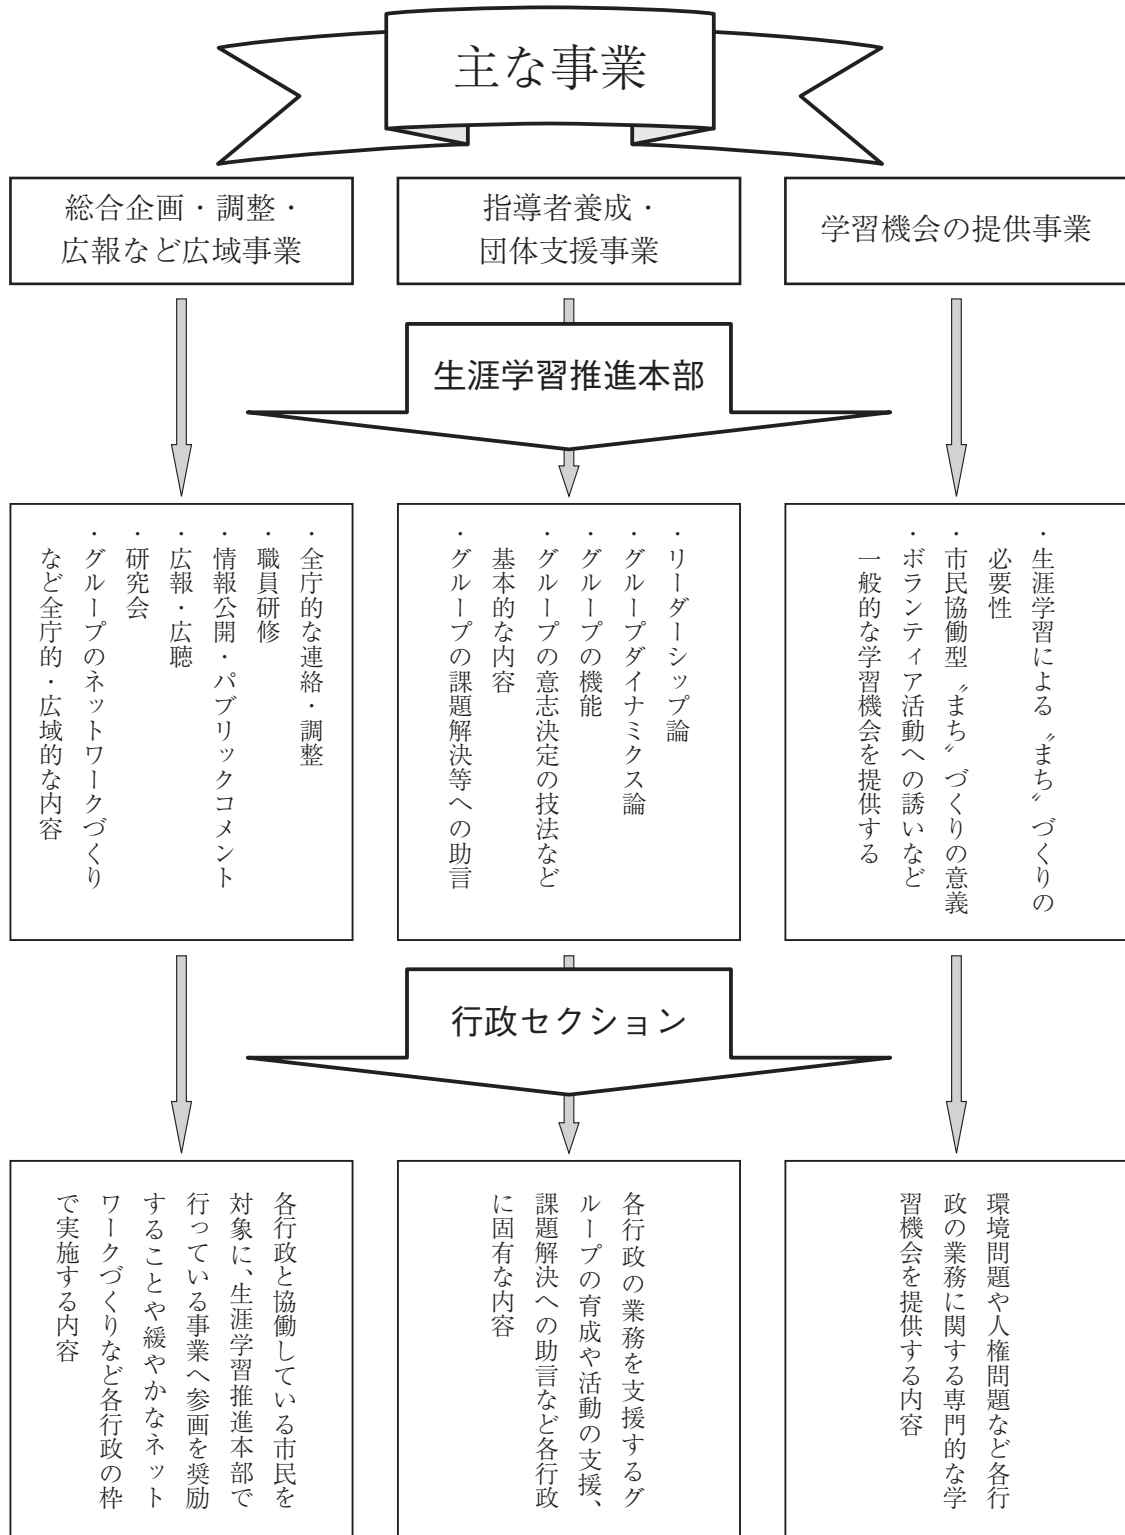 主な事業
総合企画・調整・
広報など広域事業
指導者養成・
団体支援事業
学習機会の提供事業
生涯学習推進本部
・全庁的な連絡・調整
・職員研修
・情報公開・パブリックコメント
・広報・広聴
・研究会
・グループのネットワークづくり
など全庁的・広域的な内容
・リーダーシップ論
・グループダイナミクス論
・グループの機能
・グループの意志決定の技法など
基本的な内容
・グループの課題解決等への助言
・生涯学習による〝まち〟づくりの
必要性
・市民協働型〝まち〟づくりの意義
・ボランティア活動への誘いなど
一般的な学習機会を提供する
行政セクション
各行政と協働している市民を
対象に、生涯学習推進本部で
行っている事業へ参画を奨励
することや緩やかなネット
ワークづくりなど各行政の枠
で実施する内容
各行政の業務を支援するグ
ループの育成や活動の支援、
課題解決への助言など各行政
に固有な内容
環境問題や人権問題など各行
政の業務に関する専門的な学
習機会を提供する内容